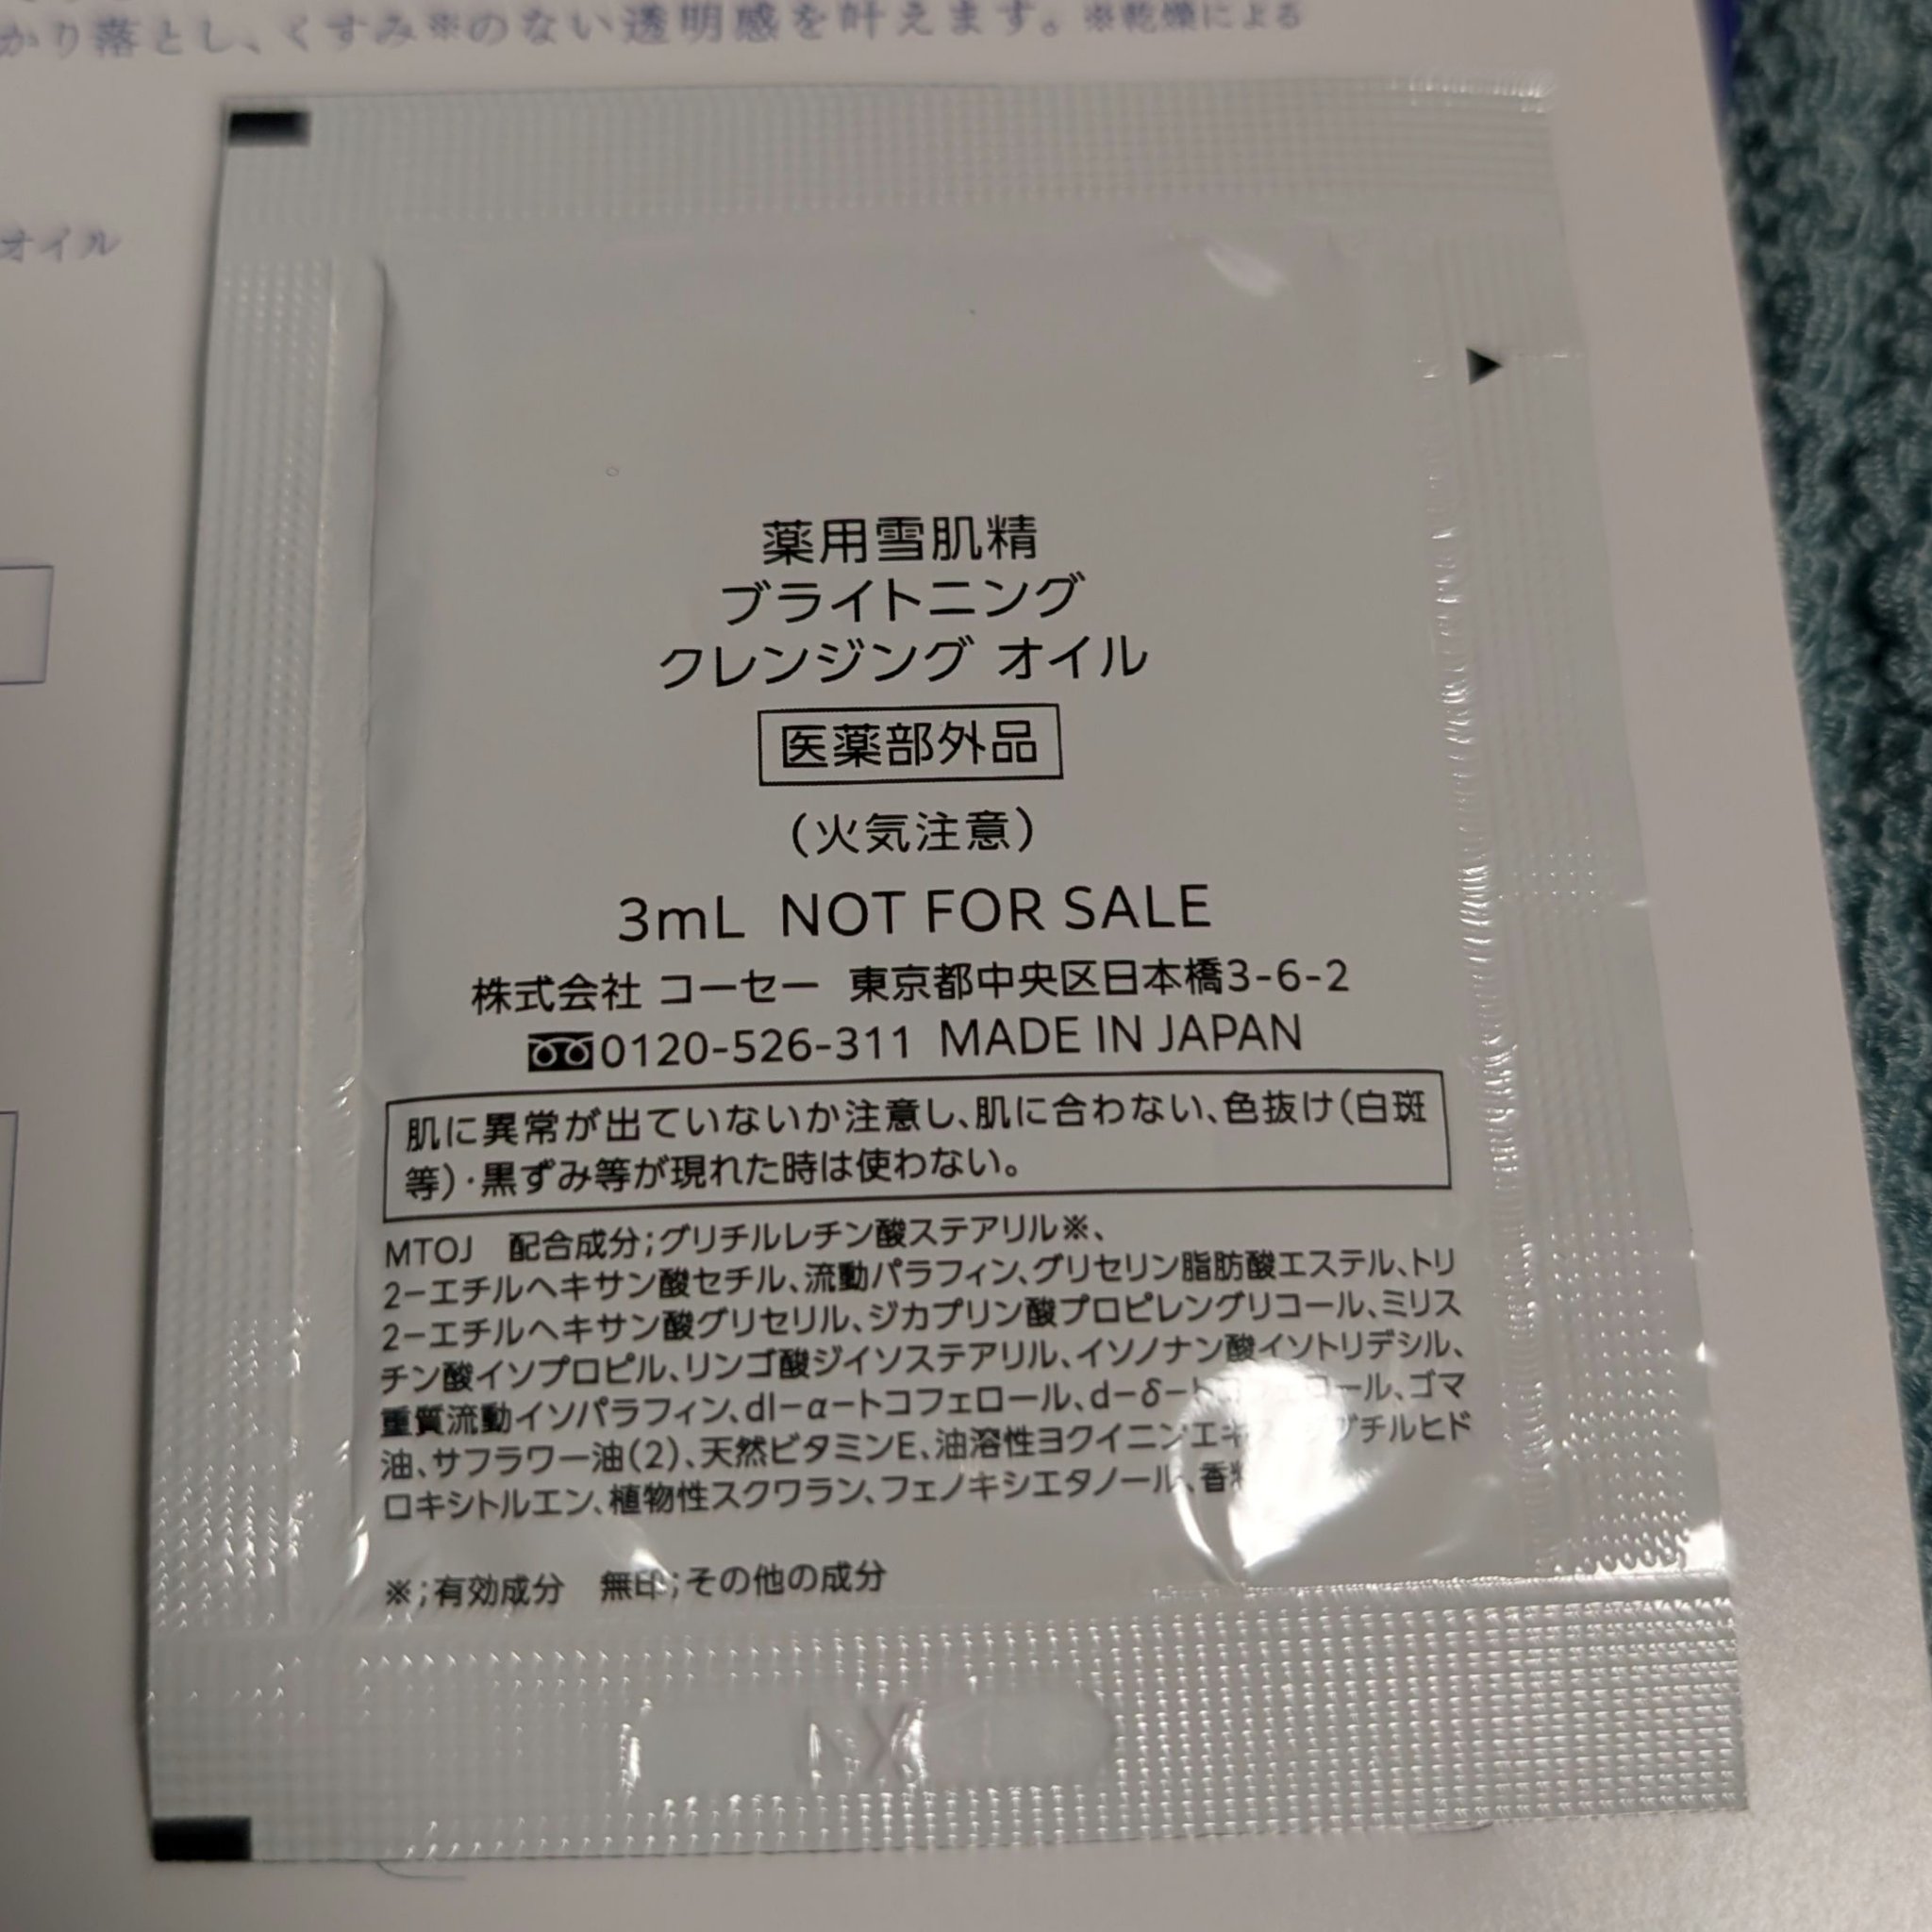 かり落とし、くすみ※のない透明感を叶えます。※乾燥による
オイル
薬用雪肌精
ブライトニング
クレンジング オイル
医薬部外品
(火気注意)
3mL NOT FOR SALE
株式会社 コーセー 東京都中央区日本橋3-6-2
0120-526-311 MADE IN JAPAN
肌に異常が出ていないか注意し、肌に合わない、色抜け(白斑
等)・黒ずみ等が現れた時は使わない。
MTOJ 配合成分;グリチルレチン酸ステアリル※、
2-エチルヘキサン酸セチル、流動パラフィン、グリセリン脂肪酸エステル、トリ
2-エチルヘキサン酸グリセリル、ジカプリン酸プロピレングリコール、ミリス
チン酸イソプロピル、リンゴ酸ジイソステアリル、イソノナン酸イソトリデシル、
重質流動イソパラフィン、dl-α-トコフェロール、d-δ-トコフェロール、ゴマ
油、サフラワー油(2)、天然ビタミンE、油溶性ヨクイニンエキス、ジブチルヒド
ロキシトルエン、植物性スクワラン、フェノキシエタノール、香料
※;有効成分 無印;その他の成分